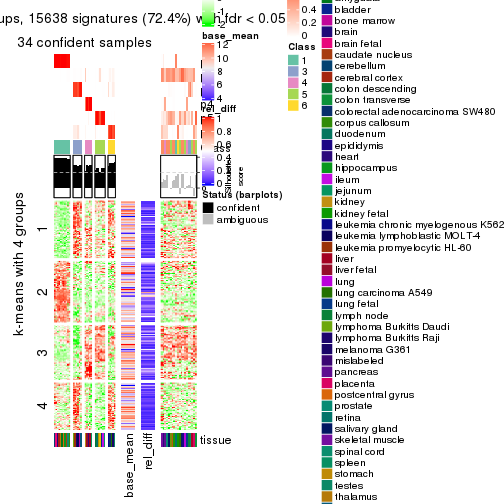 ups, 15638 signatures (72.4%) w fdr < 0.05
34 confident samples
base_mean
12
10
8
6
4
rel_diff
1
0.8
0.6
0.4
0.2
0
silhouette
score
Status (barplots)
confident
ambiguous
0.4
0.2
0
Class
1
3
4
5
6
k-means with 4 groups
1
2
3
4
tissue
base_mean
rel_diff
bladder
bone marrow
brain
brain fetal
caudate nucleus
cerebellum
cerebral cortex
colon descending
colon transverse
colorectal adenocarcinoma SW480
corpus callosum
duodenum
epididymis
heart
hippocampus
ileum
jejunum
kidney
kidney fetal
leukemia chronic myelogenous K562
leukemia lymphoblastic MOLT-4
leukemia promyelocytic HL-60
liver
liver fetal
lung
lung carcinoma A549
lung fetal
lymph node
lymphoma Burkitts Daudi
lymphoma Burkitts Raji
melanoma G361
mislabeled
pancreas
placenta
postcentral gyrus
prostate
retina
salivary gland
skeletal muscle
spinal cord
spleen
stomach
testes
thalamus